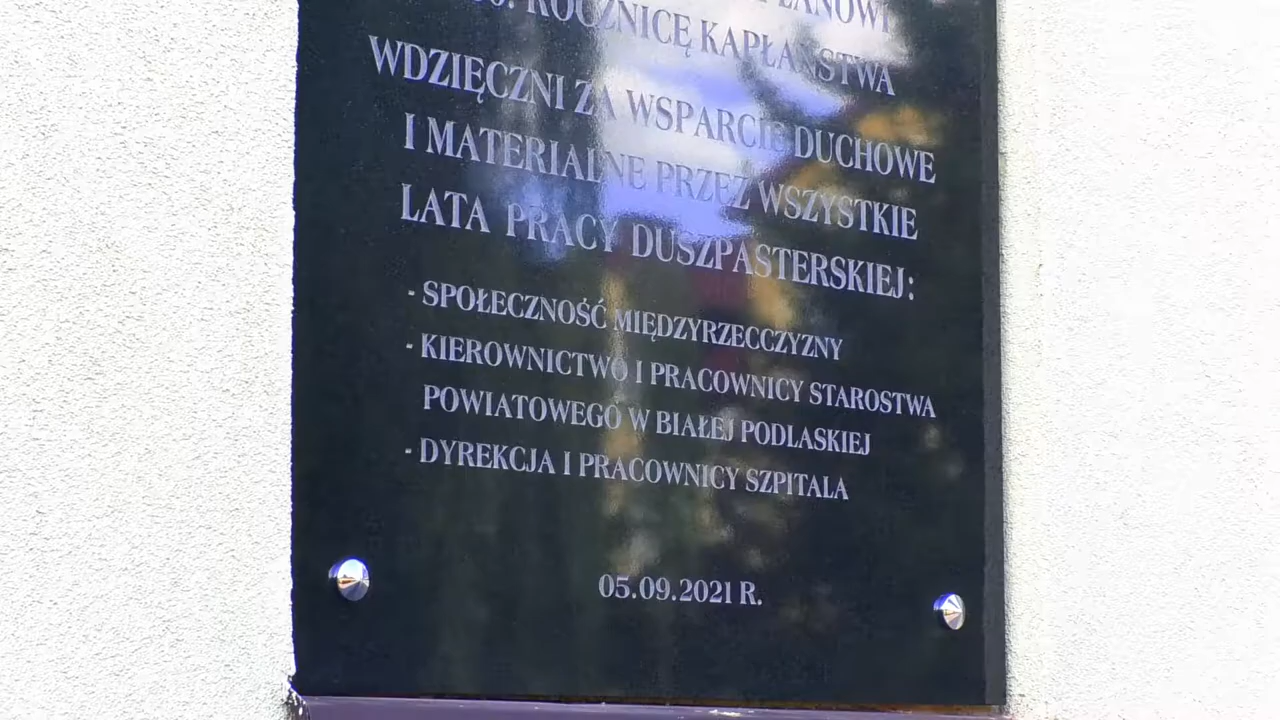 ROCZNICĘ KAPŁAŃSTWA
WDZIĘCZNI ZA WSPARCIE DUCHOWE
I MATERIALNE PRZEZ WSZYSTKIE
LATA PRACY DUSZPASTERSKIEJ:
- SPOŁECZNOŚĆ MIĘDZYRZECCZYZNY
- KIEROWNICTWO I PRACOWNICY STAROSTWA
POWIATOWEGO W BIAŁEJ PODLASKIEJ
- DYREKCJA I PRACOWNICY SZPITALA
05.09.2021 R.